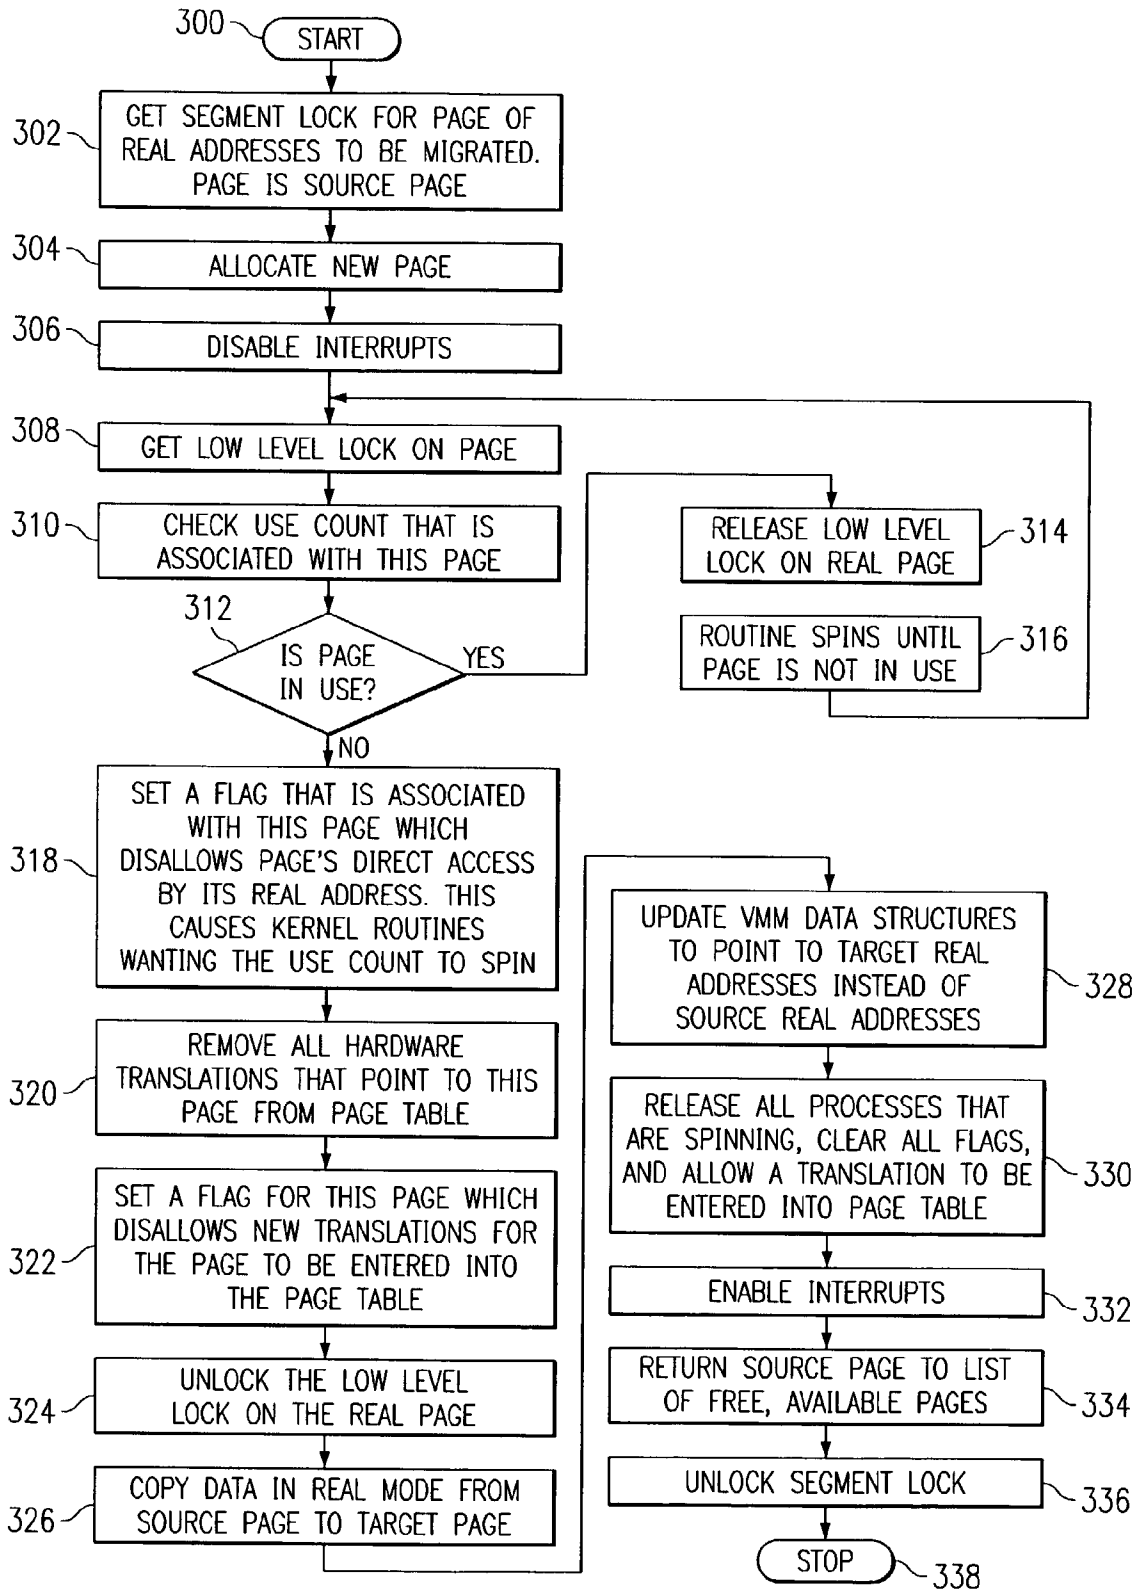 300
START
302
GET SEGMENT LOCK FOR PAGE OF
REAL ADDRESSES TO BE MIGRATED.
PAGE IS SOURCE PAGE
304
ALLOCATE NEW PAGE
306
DISABLE INTERRUPTS
308
GET LOW LEVEL LOCK ON PAGE
310
CHECK USE COUNT THAT IS
ASSOCIATED WITH THIS PAGE
312
IS PAGE
IN USE?
YES
NO
RELEASE LOW LEVEL
LOCK ON REAL PAGE
314
ROUTINE SPINS UNTIL
PAGE IS NOT IN USE
316
318
SET A FLAG THAT IS ASSOCIATED
WITH THIS PAGE WHICH
DISALLOWS PAGE'S DIRECT ACCESS
BY ITS REAL ADDRESS. THIS
CAUSES KERNEL ROUTINES
WANTING THE USE COUNT TO SPIN
320
REMOVE ALL HARDWARE
TRANSLATIONS THAT POINT TO THIS
PAGE FROM PAGE TABLE
322
SET A FLAG FOR THIS PAGE WHICH
DISALLOWS NEW TRANSLATIONS FOR
THE PAGE TO BE ENTERED INTO
THE PAGE TABLE
324
UNLOCK THE LOW LEVEL
LOCK ON THE REAL PAGE
326
COPY DATA IN REAL MODE FROM
SOURCE PAGE TO TARGET PAGE
UPDATE VMM DATA STRUCTURES
TO POINT TO TARGET REAL
ADDRESSES INSTEAD OF
SOURCE REAL ADDRESSES
328
RELEASE ALL PROCESSES THAT
ARE SPINNING, CLEAR ALL FLAGS,
AND ALLOW A TRANSLATION TO BE
ENTERED INTO PAGE TABLE
330
ENABLE INTERRUPTS
332
RETURN SOURCE PAGE TO LIST
OF FREE, AVAILABLE PAGES
334
UNLOCK SEGMENT LOCK
336
STOP
338